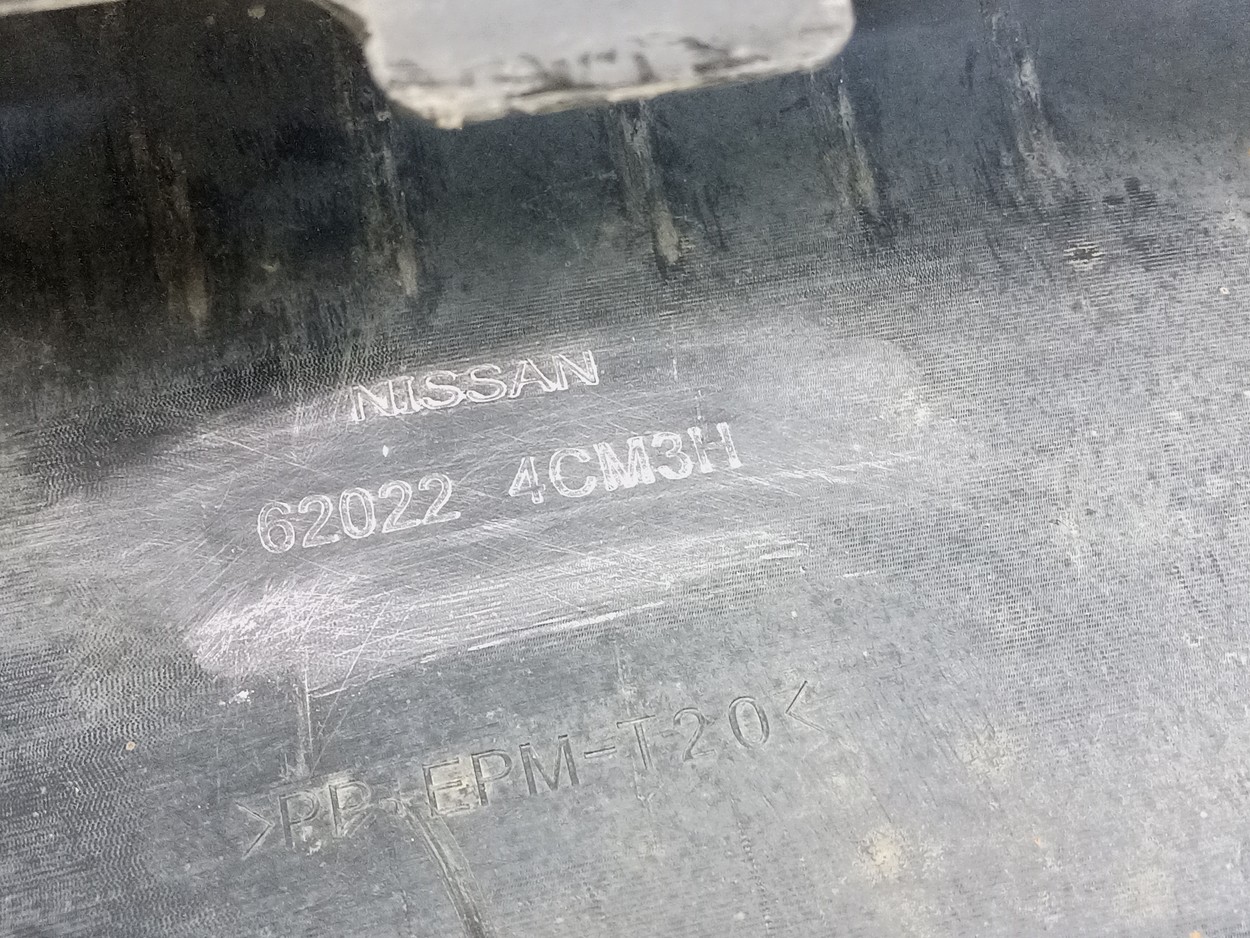 NISSAN
62022 4CM3H
>PP+EPM-T20<